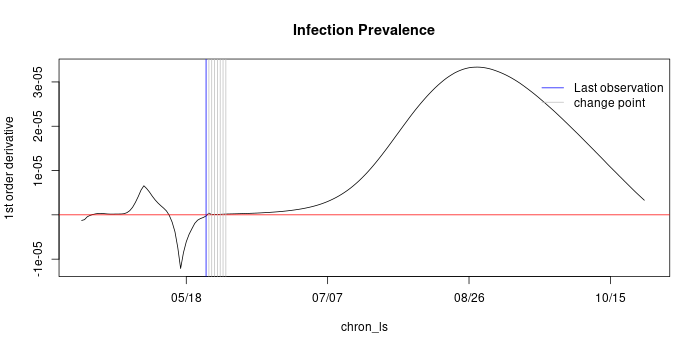 Infection Prevalence
1st order derivative
3e-05
2e-05
1e-05
-1e-05
Last observation
change point
05/18
07/07
08/26
10/15
chron_ls